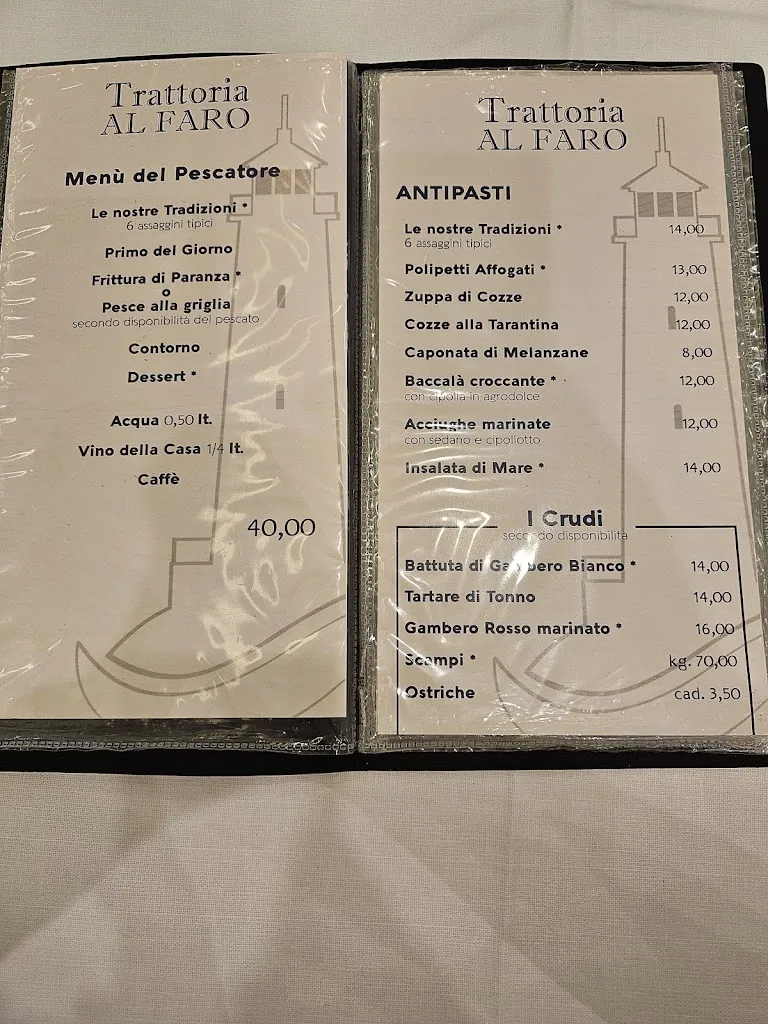 Trattoria
AL FARO
Menù del Pescatore
Le nostre Tradizioni *
6 assaggini tipici
Primo del Giorno
Frittura di Paranza *
o
Pesce alla griglia
secondo disponibilità del pescato
Contorno
Dessert *
Acqua 0,50 lt.
Vino della Casa 1/4 lt.
Caffè
40,00
Trattoria
AL FARO
ANTIPASTI
Le nostre Tradizioni * 14,00
6 assaggini tipici
Polipetti Affogati * 13,00
Zuppa di Cozze 12,00
Cozze alla Tarantina 12,00
Caponata di Melanzane 8,00
Baccalà croccante * 12,00
con cipolla in agrodolce
Acciughe marinate 12,00
con sedano e cipollotto
Insalata di Mare * 14,00
I Crudi
secondo disponibilità
Battuta di Gambero Bianco * 14,00
Tartare di Tonno 14,00
Gambero Rosso marinato * 16,00
Scampi * kg. 70,00
Ostriche cad. 3,50